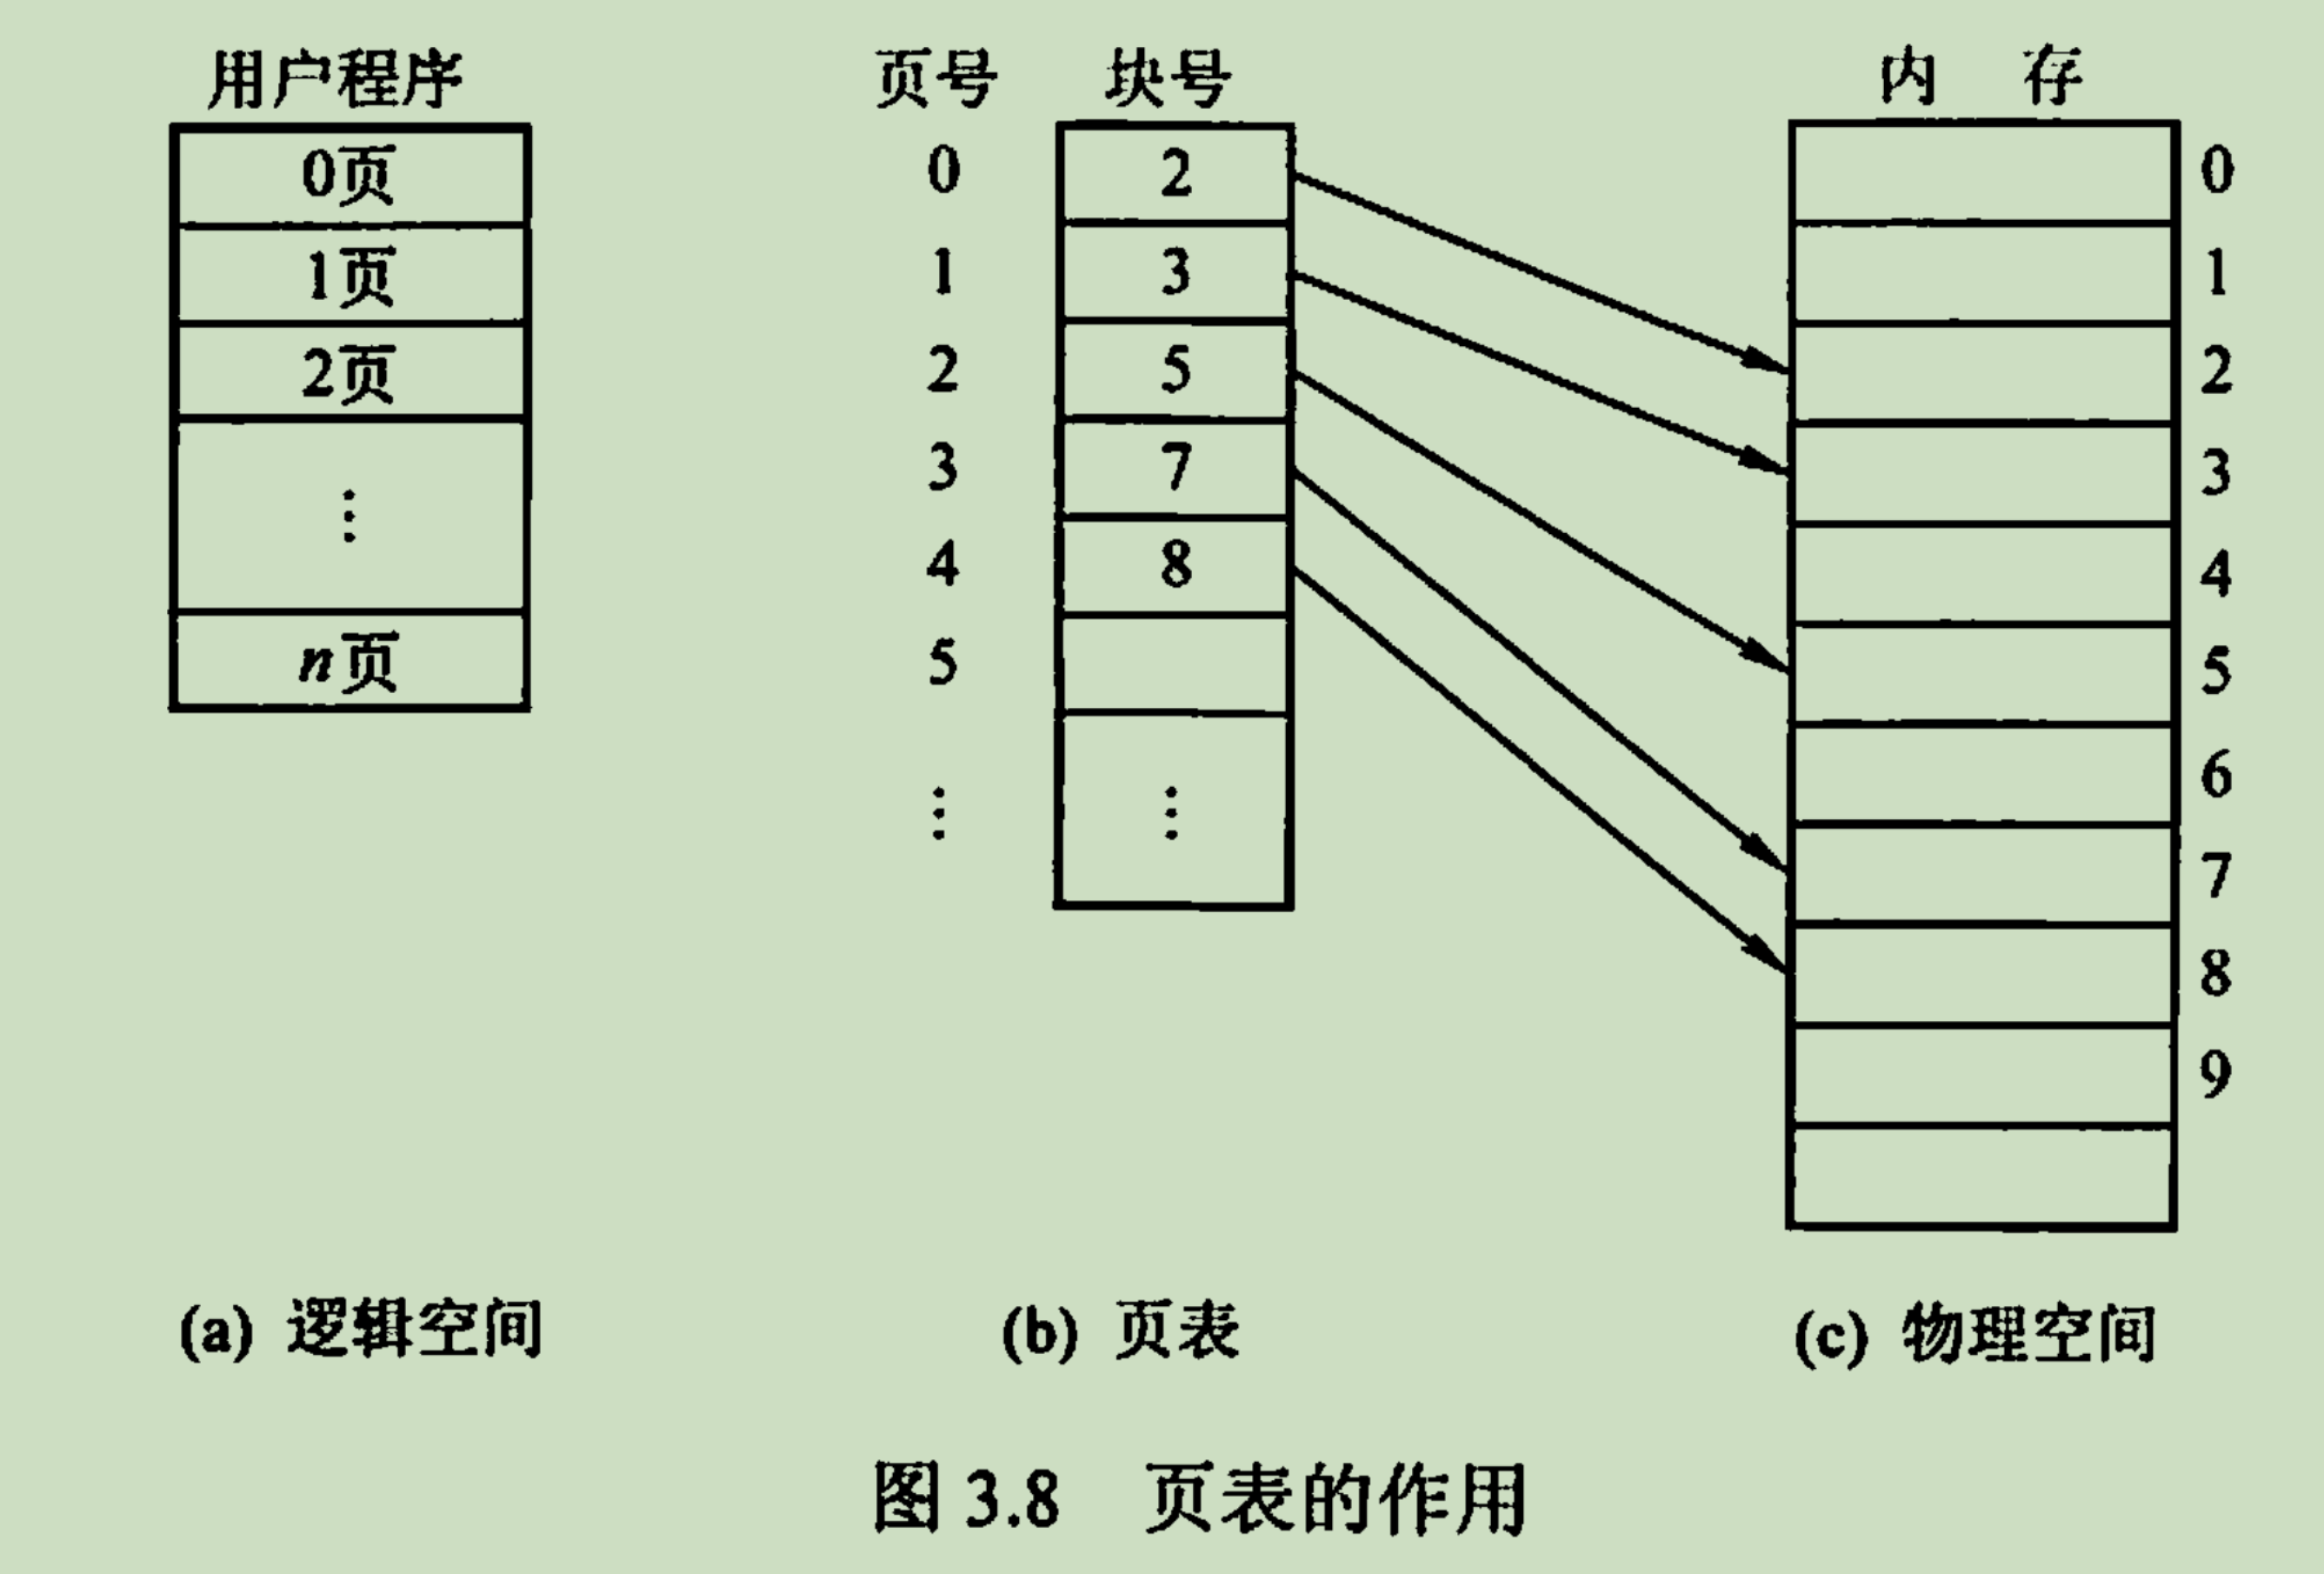 用户程序 页号 块号 内 存
0页 0 2 0
1页 1 3 1
2页 2 5 2
3 7 3
⋮ 4 8 4
n页 5 5
6
⋮ ⋮ 7
8
9
(a) 逻辑空间 (b) 页表 (c) 物理空间
图 3.8 页表的作用